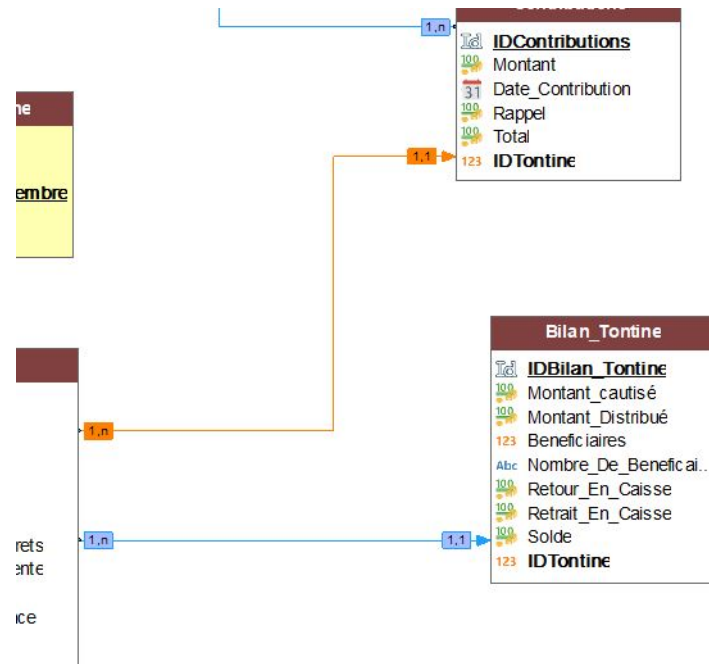 1,n
IDContributions
Montant
Date_Contribution
Rappel
Total
123 IDTontine
1,1
ne
embre
1,n
1,n
rets
ente
ce
1,1
Bilan_Tontine
IDBilan_Tontine
Montant_cautisé
Montant_Distribué
123 Beneficiaires
Abc Nombre_De_Beneficai...
Retour_En_Caisse
Retrait_En_Caisse
Solde
123 IDTontine